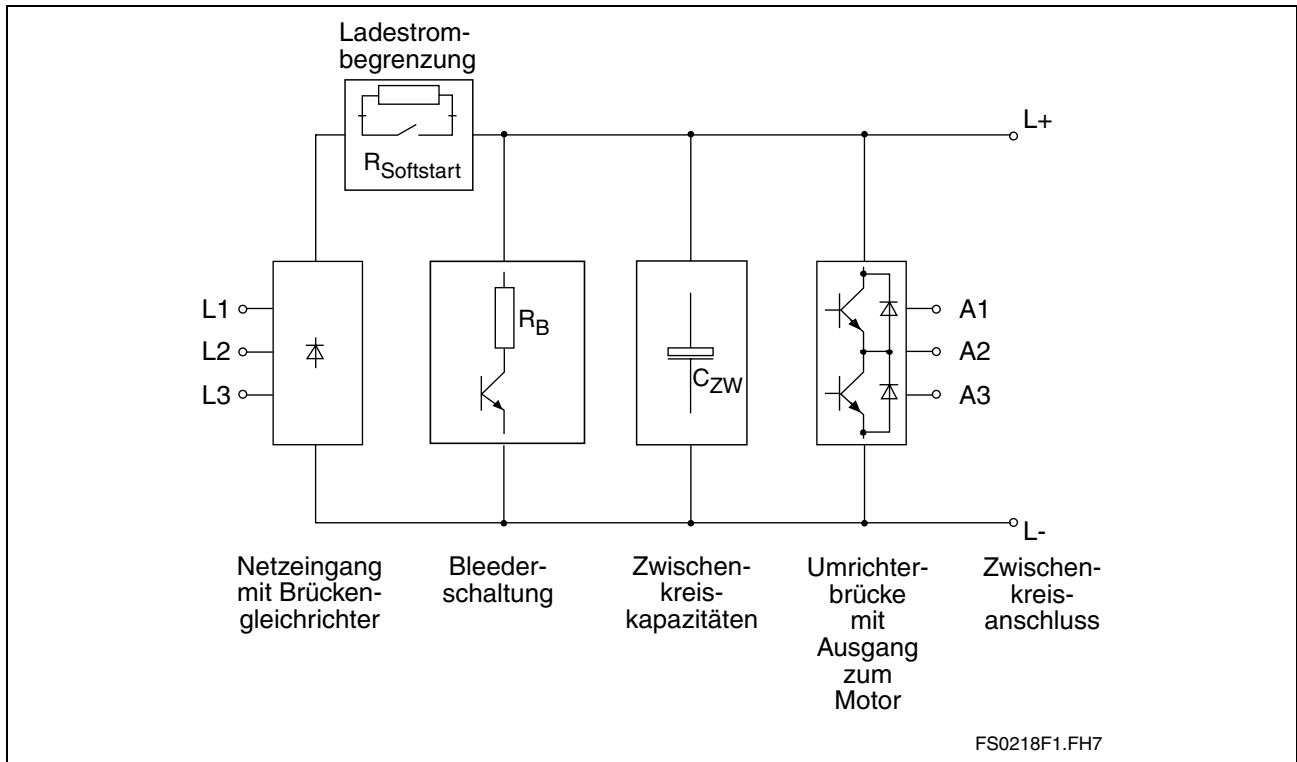 Ladestrom-
begrenzung
L+
RSoftstart
L1
L2
L3
RB
CZW
A1
A2
A3
L-
Netzeingang
mit Brücken-
gleichrichter
Bleeder-
schaltung
Zwischen-
kreis-
kapazitäten
Umrichter-
brücke
mit
Ausgang
zum
Motor
Zwischen-
kreis-
anschluss
FS0218F1.FH7